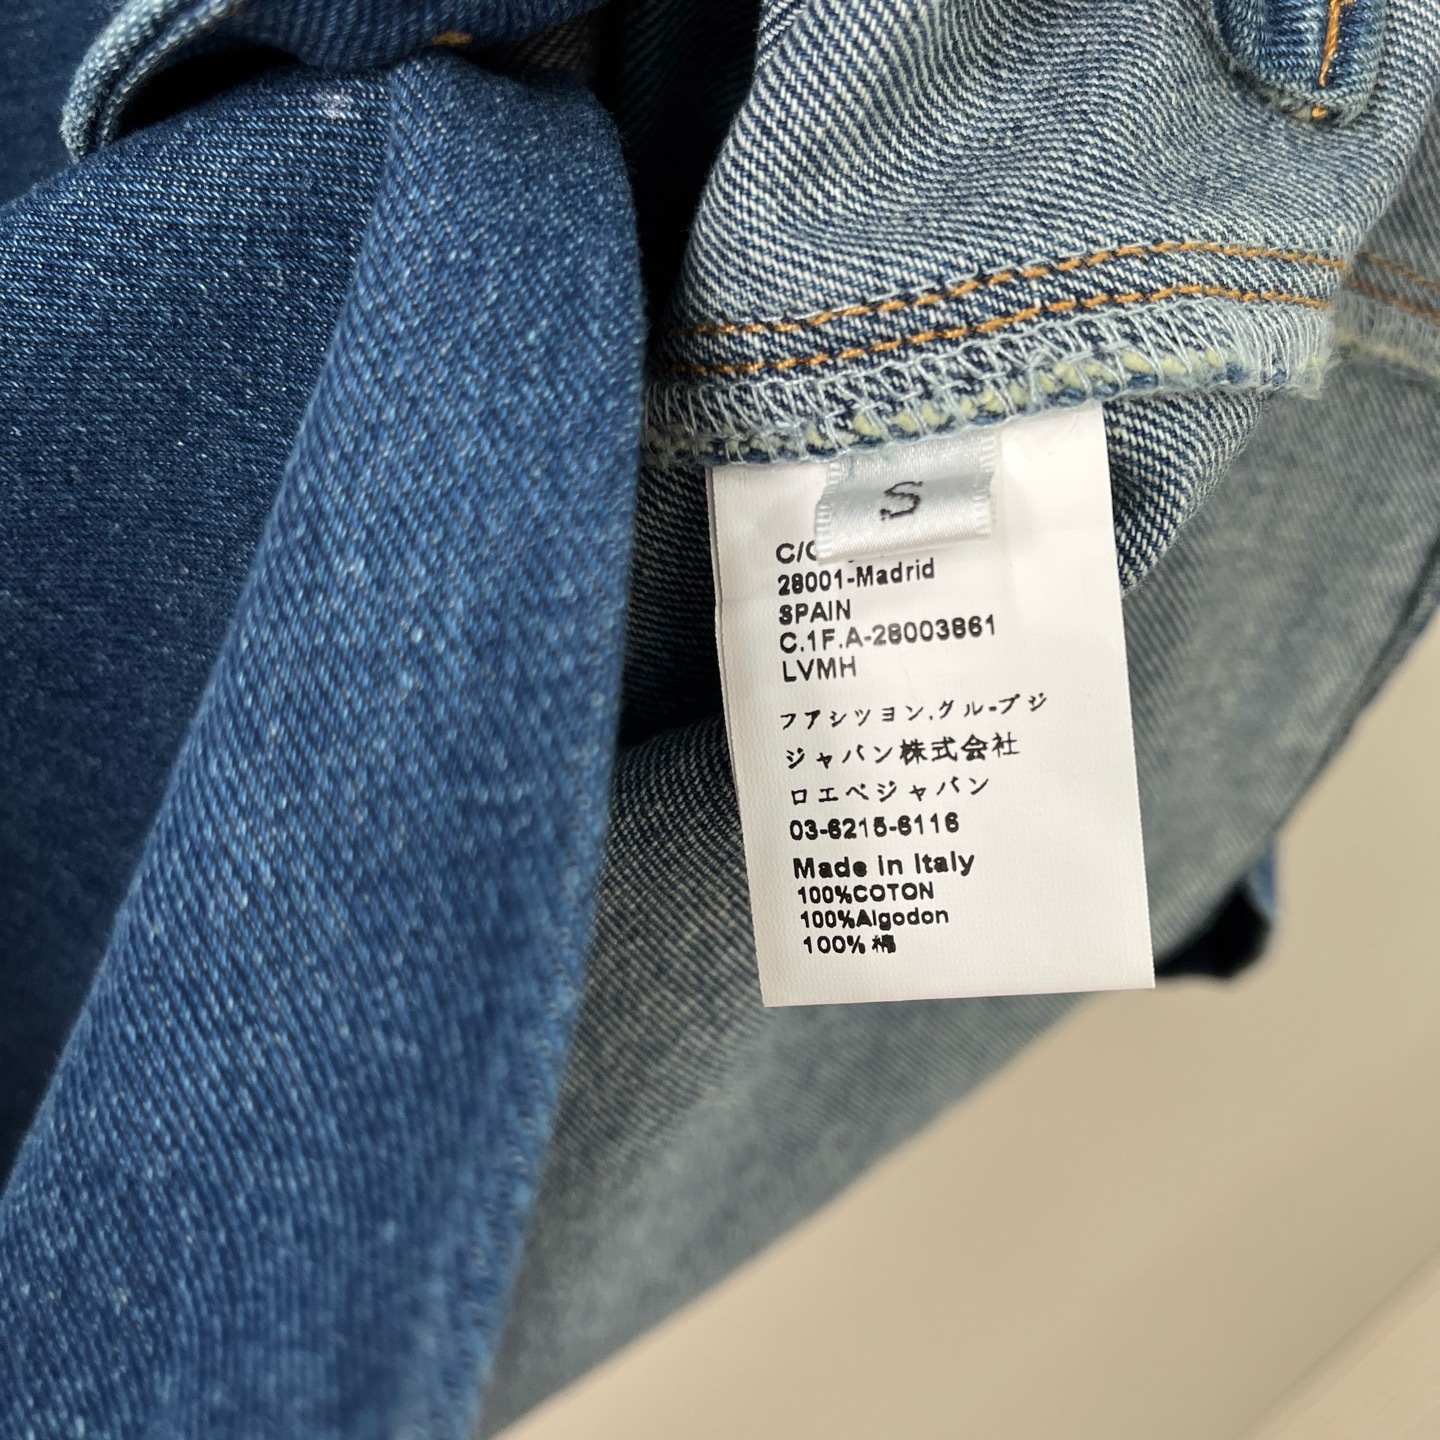 S
28001-Madrid
SPAIN
C.1F.A-28003861
LVMH
フアシツヨン.グループジ
ジャパン株式会社
ロエベジャパン
03-6215-6116
Made in Italy
100%COTON
100%Algodon
100%棉